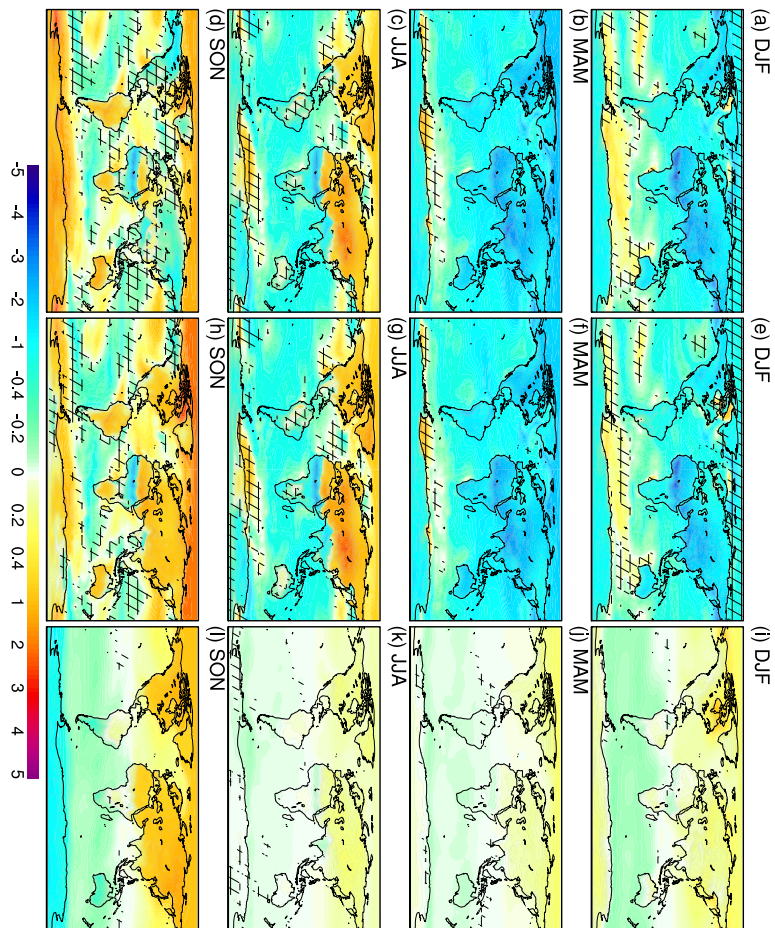 (a) DJF
(e) DJF
(i) DJF
(b) MAM
(f) MAM
(j) MAM
(c) JJA
(g) JJA
(k) JJA
(d) SON
(h) SON
(l) SON
-5 -4 -3 -2 -1 -0.4 -0.2 0 0.2 0.4 1 2 3 4 5